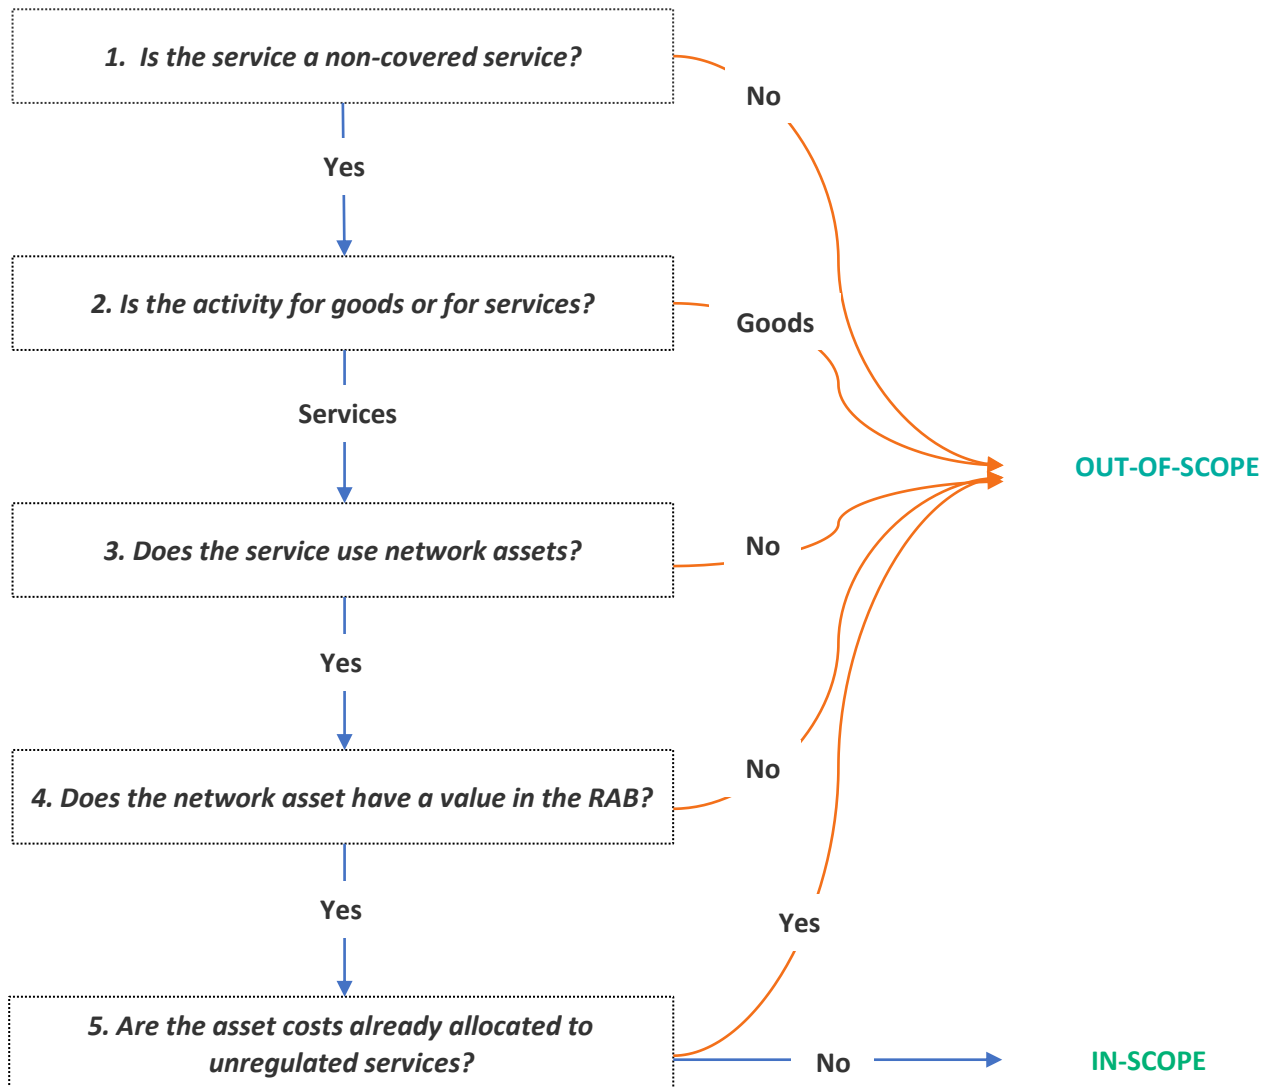 1. Is the service a non-covered service?
No
Yes
2. Is the activity for goods or for services?
Goods
Services
OUT-OF-SCOPE
3. Does the service use network assets?
No
Yes
4. Does the network asset have a value in the RAB?
No
Yes
Yes
5. Are the asset costs already allocated to
unregulated services?
No
IN-SCOPE